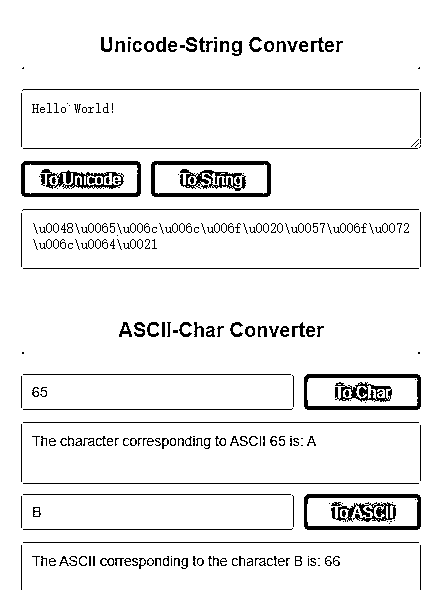 Unicode-String Converter
Hello World!
To Unicode To String
\u0048\u0065\u006c\u006c\u006f\u0020\u0057\u006f\u0072
\u006c\u0064\u0021
ASCII-Char Converter
65 To Char
The character corresponding to ASCII 65 is: A
B To ASCII
The ASCII corresponding to the character B is: 66